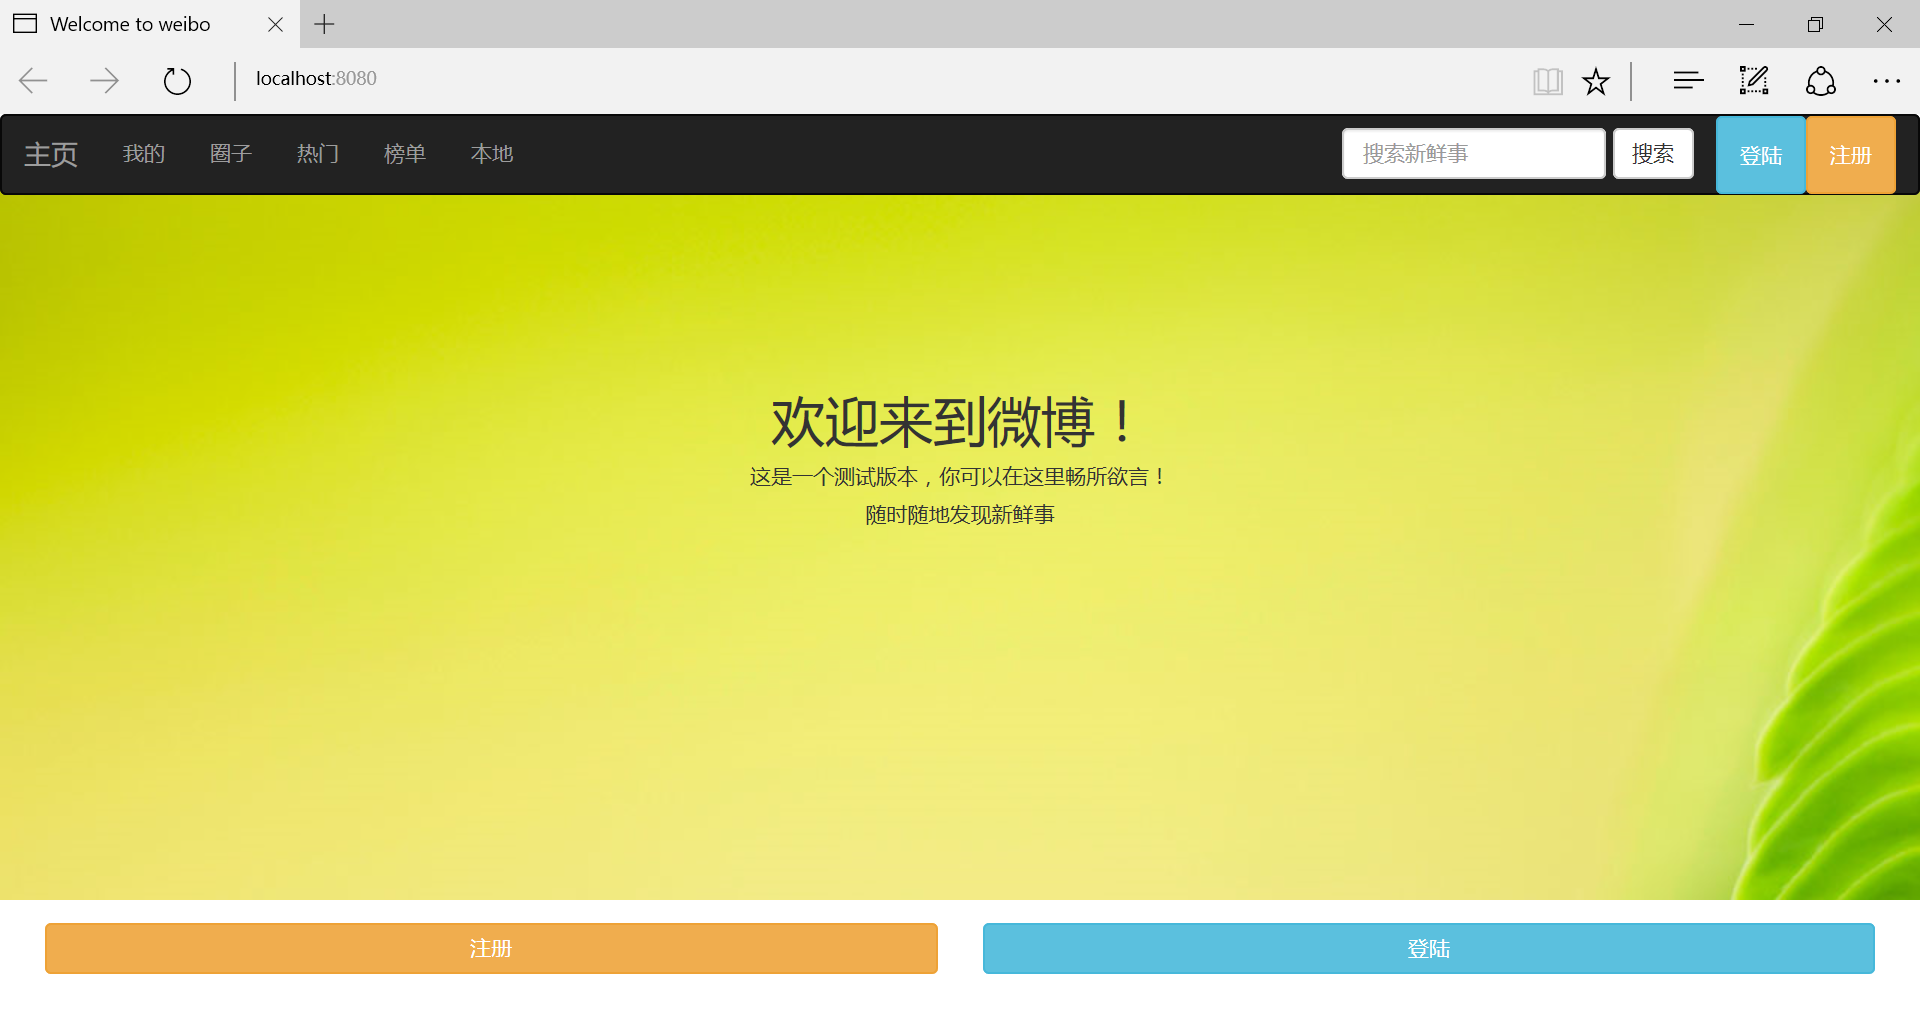 Welcome to weibo
localhost:8080
主页 我的 圈子 热门 榜单 本地 搜索新鲜事 搜索 登陆 注册
欢迎来到微博！
这是一个测试版本，你可以在这里畅所欲言！
随时随地发现新鲜事
注册 登陆